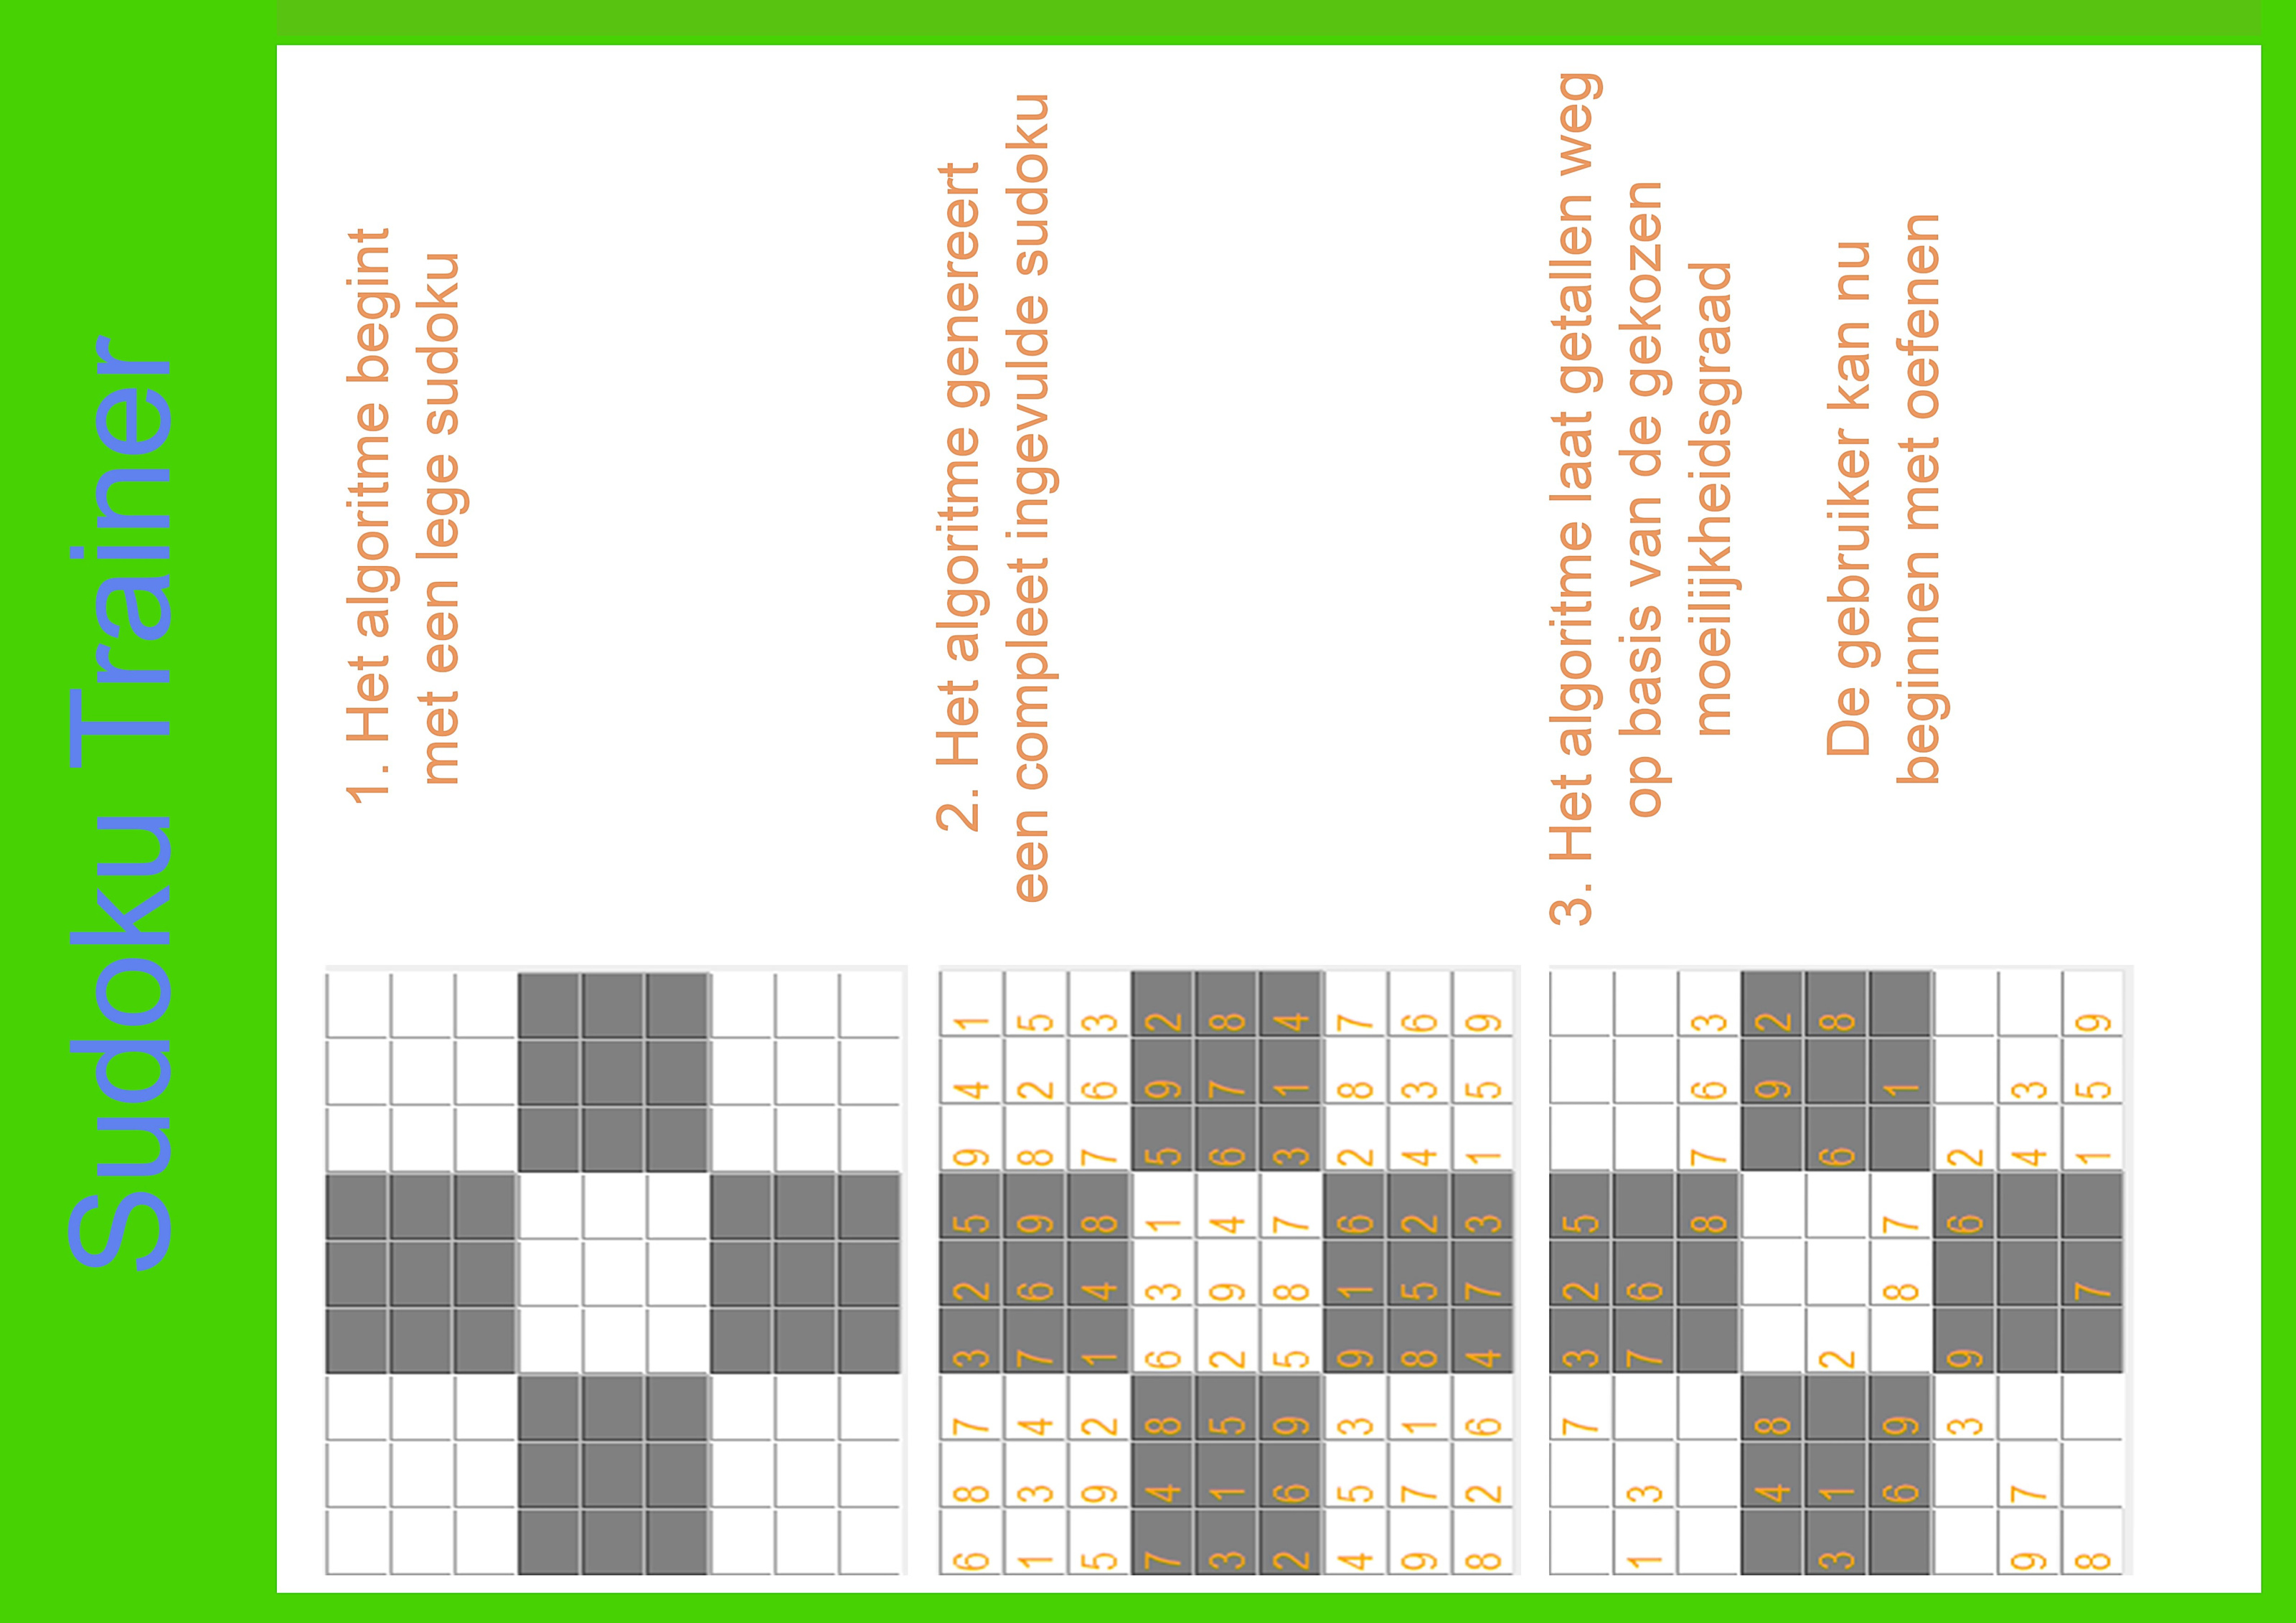 Sudoku Trainer
1. Het algoritme begint
met een lege sudoku
6 8 7 3 2 5 9 4 1
1 3 4 7 6 9 8 2 5
5 9 2 1 4 8 7 6 3
7 4 8 6 3 1 5 9 2
3 1 5 2 9 4 6 7 8
2 6 9 5 8 7 3 1 4
4 5 3 9 1 6 2 8 7
9 7 1 8 5 2 4 3 6
8 2 6 4 7 3 1 5 9
2. Het algoritme genereert
een compleet ingevulde sudoku
7 3 2 5
1 3 7 6
8 7 6 3
4 8 9 2
3 1 2 6 8
6 9 8 7 1
3 9 6 2
9 7 4 3
8 7 1 5 9
3. Het algoritme laat getallen weg
op basis van de gekozen
moeilijkheidsgraad
De gebruiker kan nu
beginnen met oefenen